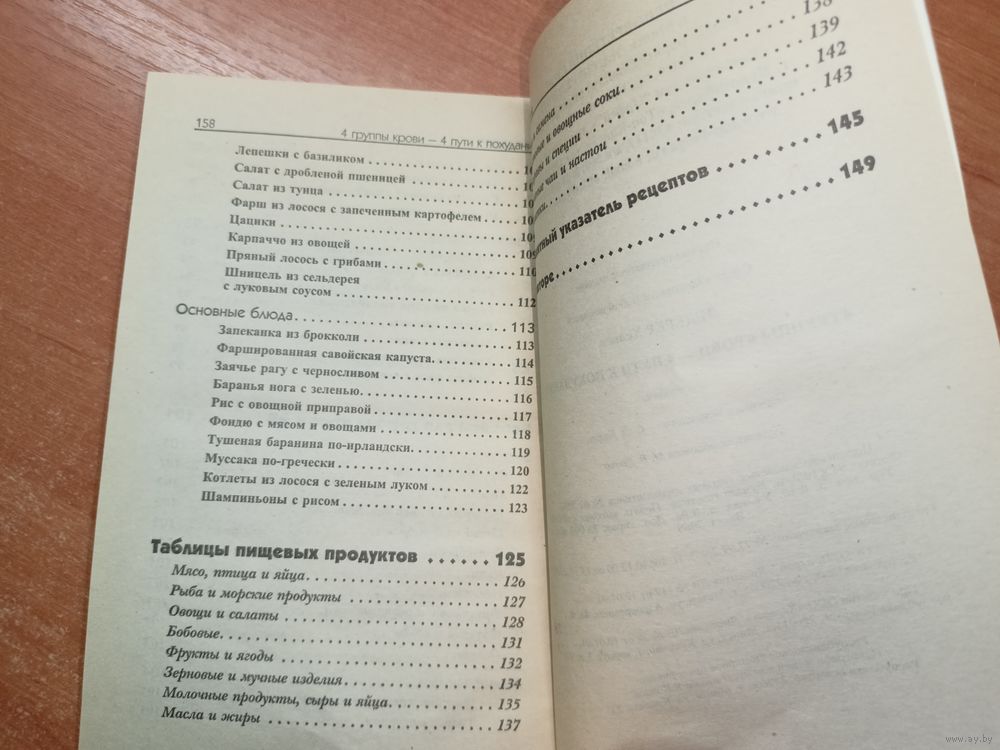 158
4 группы крови — 4 пути к похудани
Лепешки с базиликом
Салат с дробленой пшеницей
Салат из тунца
Фарш из лосося с запеченным картофелем
Цацики
Карпаччо из овощей
Пряный лосось с грибами 110
Шницель из сельдерея
с луковым соусом 112
Основные блюда 113
Запеканка из брокколи 113
Фаршированная савойская капуста 114
Заячье рагу с черносливом 115
Баранья нога с зеленью 116
Рис с овощной приправой 117
Фондю с мясом и овощами 118
Тушеная баранина по-ирландски 119
Муссака по-гречески 120
Котлеты из лосося с зеленым луком 122
Шампиньоны с рисом 123
Таблицы пищевых продуктов 125
Мясо, птица и яйца 126
Рыба и морские продукты 127
Овощи и салаты 128
Бобовые 131
Фрукты и ягоды 132
Зерновые и мучные изделия 134
Молочные продукты, сыры и яйца 135
Масла и жиры 137
138
139
и овощные соки 142
и специи 143
чаи и настои
указатель рецептов 145
149
www.ay.by